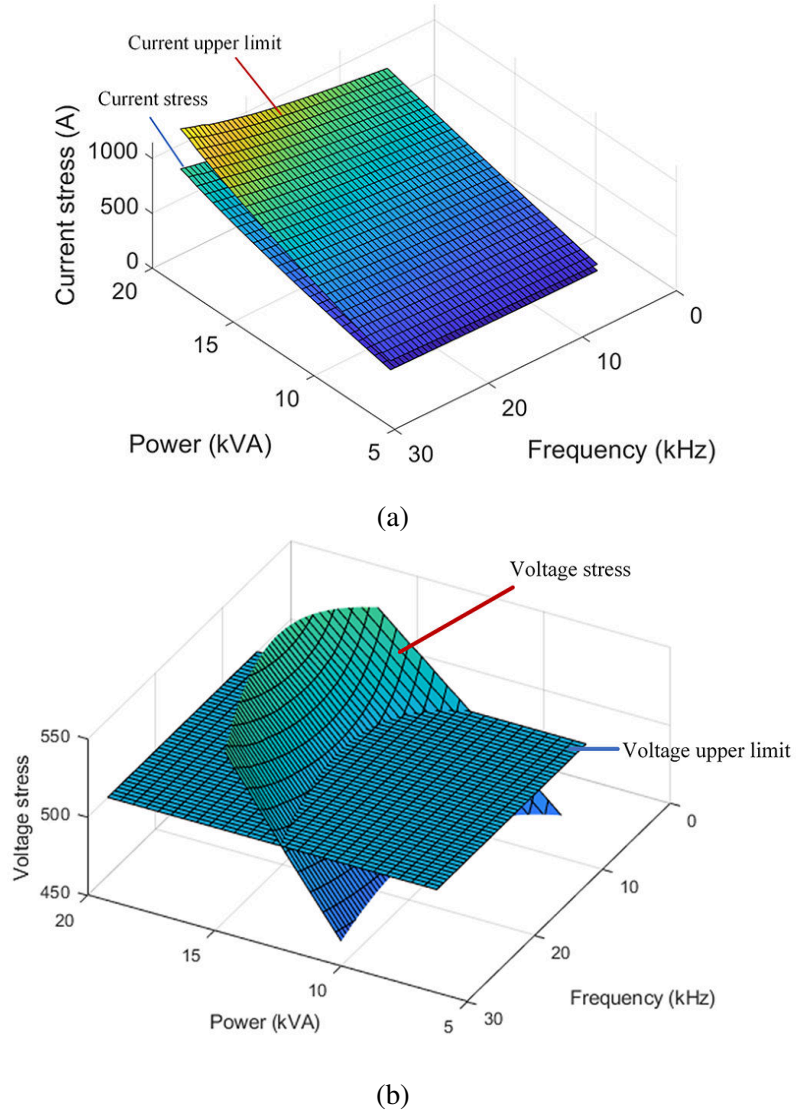 Current upper limit
Current stress
Current stress (A)
1000
500
0
20
15
10
5
Power (kVA)
30
20
10
0
Frequency (kHz)
(a)
Voltage stress
Voltage upper limit
Voltage stress
550
500
450
20
15
10
5
Power (kVA)
30
20
10
0
Frequency (kHz)
(b)